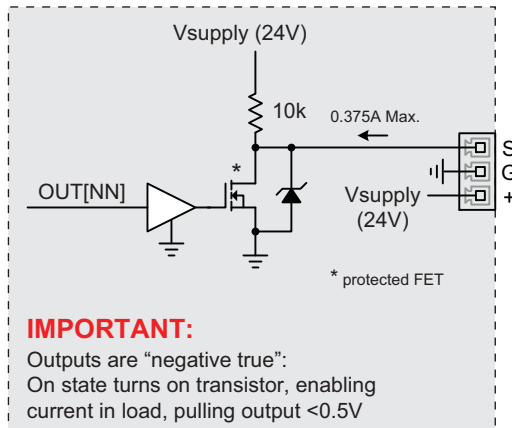 Vsupply (24V)
10k
0.375A Max.
S
G
*
OUT[NN]
Vsupply
(24V)
+
* protected FET
IMPORTANT:
Outputs are “negative true”:
On state turns on transistor, enabling
current in load, pulling output <0.5V